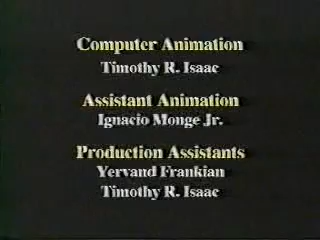 Computer Animation
Timothy R. Isaac
Assistant Animation
Ignacio Monge Jr.
Production Assistants
Yervand Frankian
Timothy R. Isaac